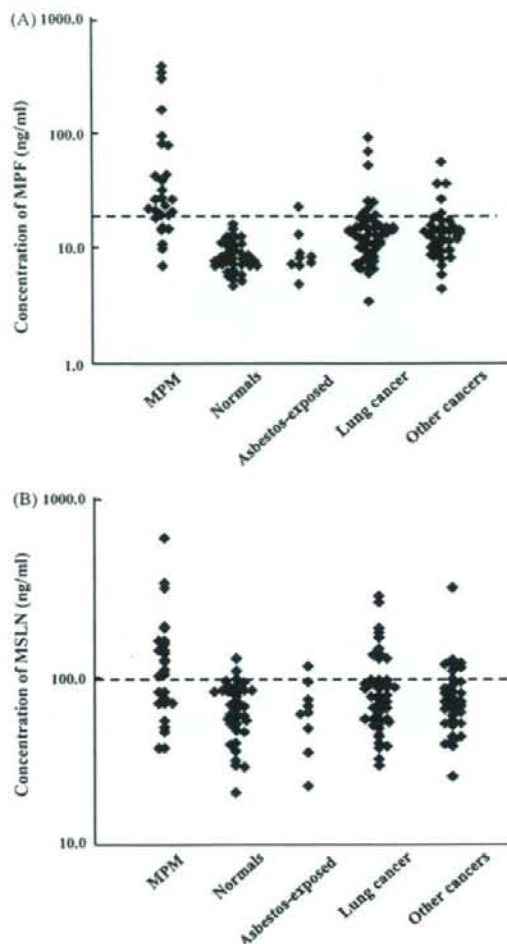 (A)
1000.0
100.0
10.0
1.0
Concentration of MPF (ng/ml)
MPM
Normals
Asbestos-exposed
Lung cancer
Other cancers
(B)
1000.0
100.0
10.0
Concentration of MSLN (ng/ml)
MPM
Normals
Asbestos-exposed
Lung cancer
Other cancers